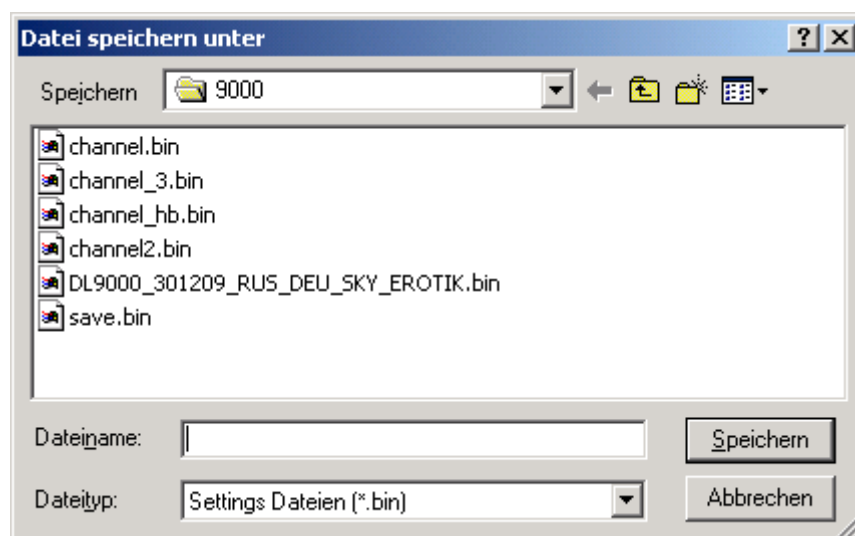 Datei speichern unter
Speichern
9000
channel.bin
channel_3.bin
channel_hb.bin
channel2.bin
DL9000_301209_RUS_DEU_SKY_EROTIK.bin
save.bin
Dateiname:
Speichern
Dateityp:
Settings Dateien (*.bin)
Abbrechen